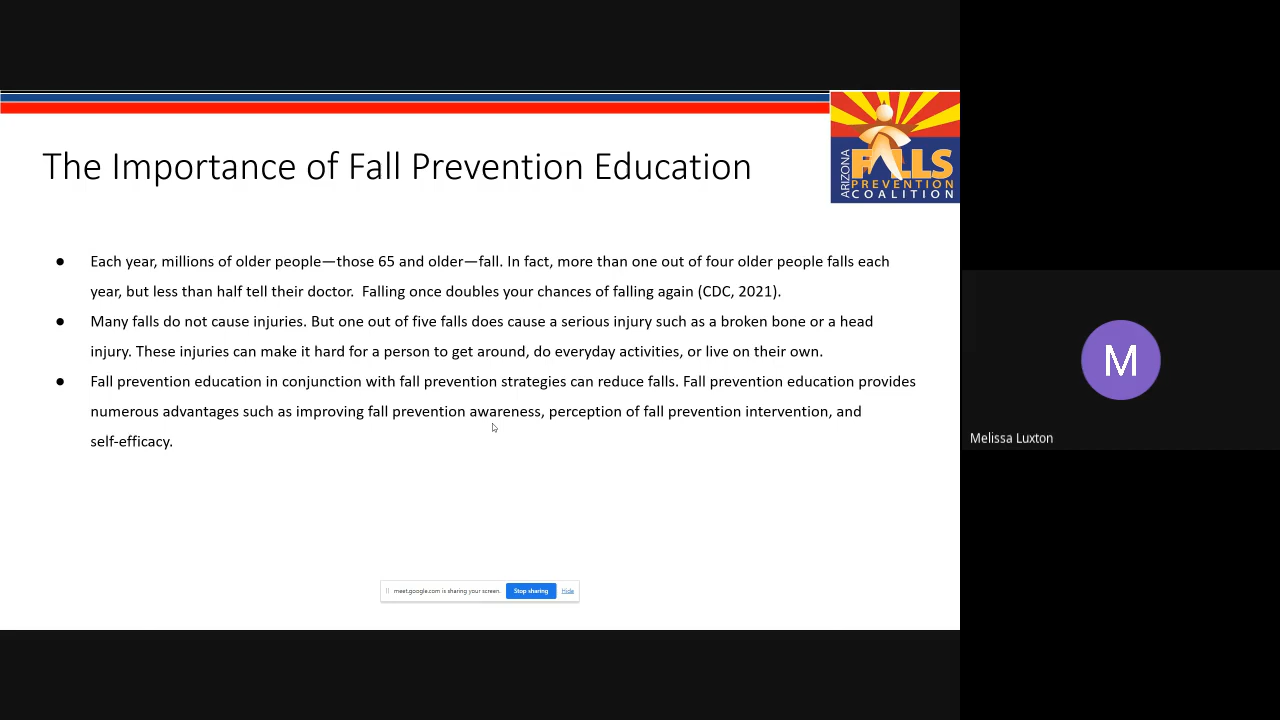 The Importance of Fall Prevention Education
ARIZONA
FALLS
PREVENTION
COALITION
● Each year, millions of older people—those 65 and older—fall. In fact, more than one out of four older people falls each
year, but less than half tell their doctor.  Falling once doubles your chances of falling again (CDC, 2021).
● Many falls do not cause injuries. But one out of five falls does cause a serious injury such as a broken bone or a head
injury. These injuries can make it hard for a person to get around, do everyday activities, or live on their own.
● Fall prevention education in conjunction with fall prevention strategies can reduce falls. Fall prevention education provides
numerous advantages such as improving fall prevention awareness, perception of fall prevention intervention, and
self-efficacy.
M
Melissa Luxton
meet.google.com is sharing your screen. Stop sharing Hide